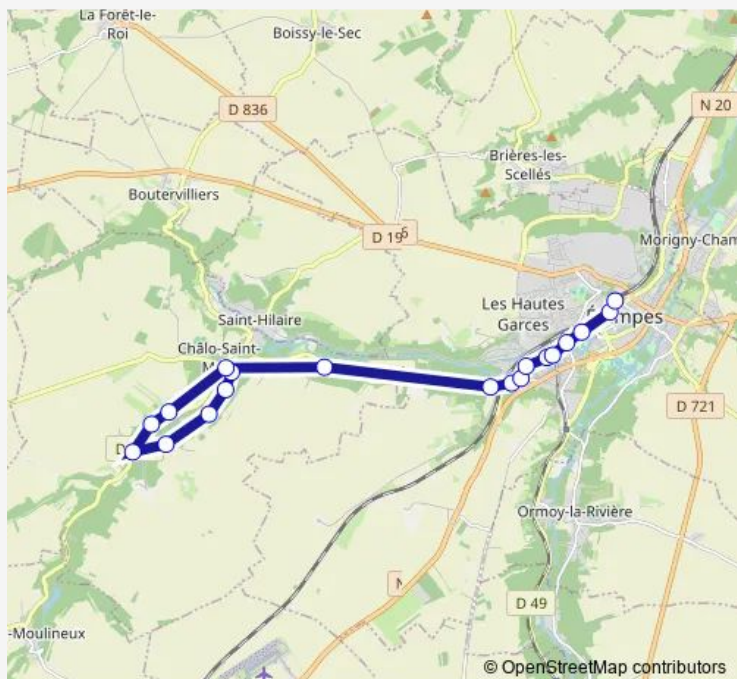 La Forêt-le-
Roi
Boissy-le-Sec
N 20
D 836
Brières-les-
Scellés
Boutervilliers
D 19
Morigny-Cham
Les Hautes
Garces
mpes
Saint-Hilaire
Châlo-Saint-
D 721
D
Ormoy-la-Rivière
N
D 49
-Moulineux
© OpenStreetMap contributors